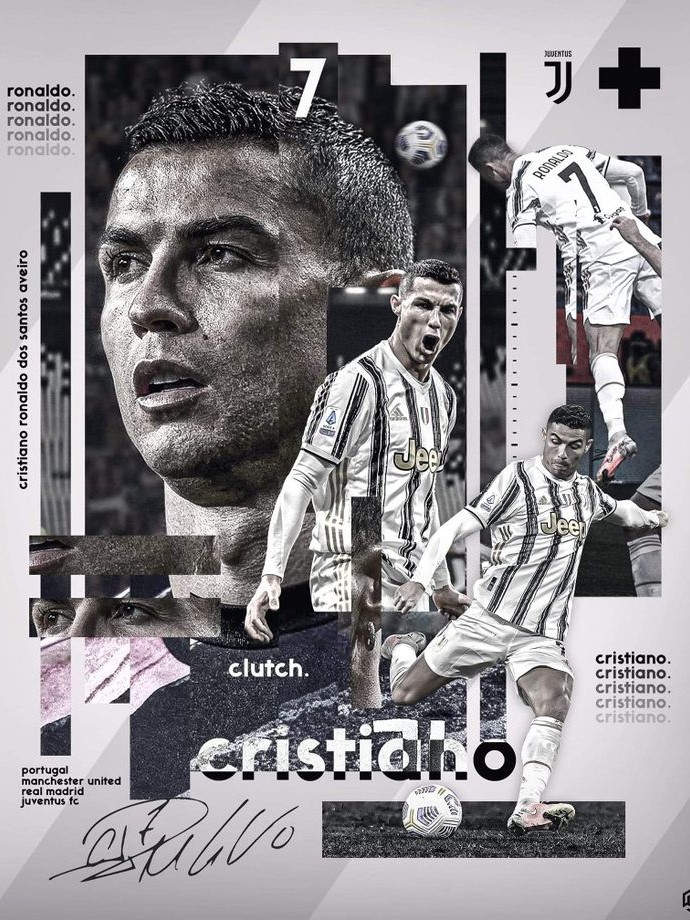 7
JUVENTUS
J
ronaldo.
ronaldo.
ronaldo.
ronaldo.
ronaldo.
RONALDO
7
cristiano ronaldo dos santos aveiro
Jeep
Jeep
clutch.
cristiano.
cristiano.
cristiano.
cristiano.
cristiano.
cristiano
portugal
manchester united
real madrid
juventus fc